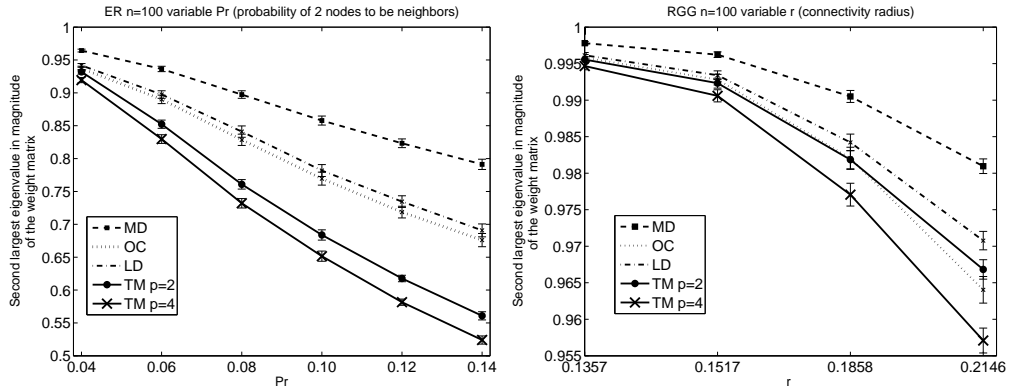 ER n=100 variable Pr (probability of 2 nodes to be neighbors)
Second largest eigenvalue in magnitude
of the weight matrix
1
0.95
0.9
0.85
0.8
0.75
0.7
0.65
0.6
0.55
0.5
MD
OC
LD
TM p=2
TM p=4
0.04
0.06
0.08
0.10
0.12
0.14
Pr
RGG n=100 variable r (connectivity radius)
Second largest eigenvalue in magnitude
of the weight matrix
1
0.995
0.99
0.985
0.98
0.975
0.97
0.965
0.96
0.955
MD
OC
LD
TM p=2
TM p=4
0.1357
0.1517
0.1858
0.2146
r